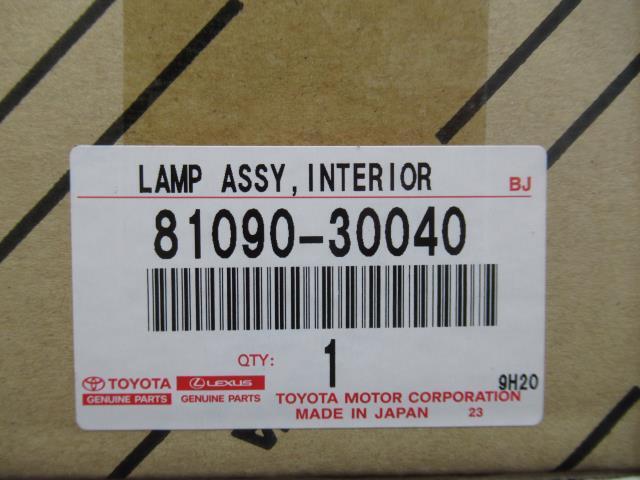 LAMP ASSY,INTERIOR BJ
81090-30040
QTY: 1
9H20
TOYOTA LEXUS
GENUINE PARTS GENUINE PARTS
TOYOTA MOTOR CORPORATION
MADE IN JAPAN 23